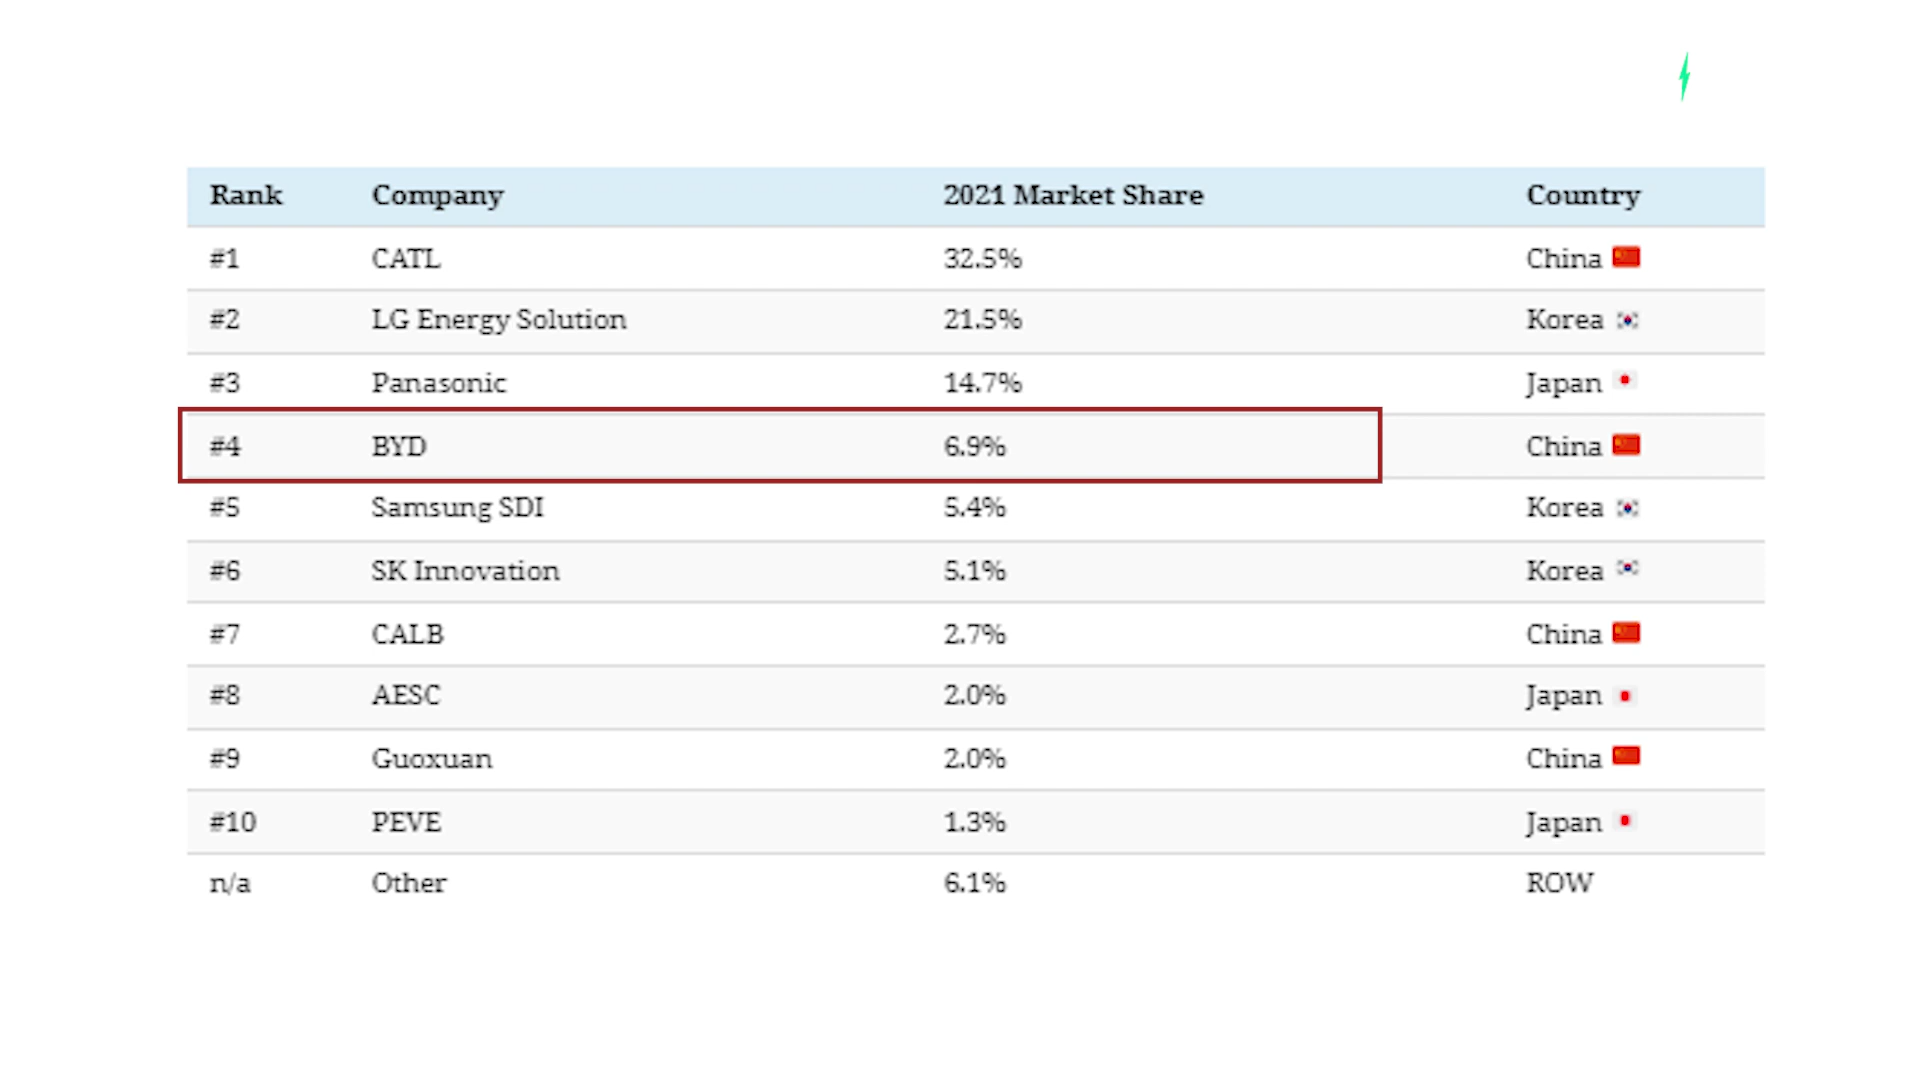 Rank Company 2021 Market Share Country
#1 CATL 32.5% China
#2 LG Energy Solution 21.5% Korea
#3 Panasonic 14.7% Japan
#4 BYD 6.9% China
#5 Samsung SDI 5.4% Korea
#6 SK Innovation 5.1% Korea
#7 CALB 2.7% China
#8 AESC 2.0% Japan
#9 Guoxuan 2.0% China
#10 PEVE 1.3% Japan
n/a Other 6.1% ROW